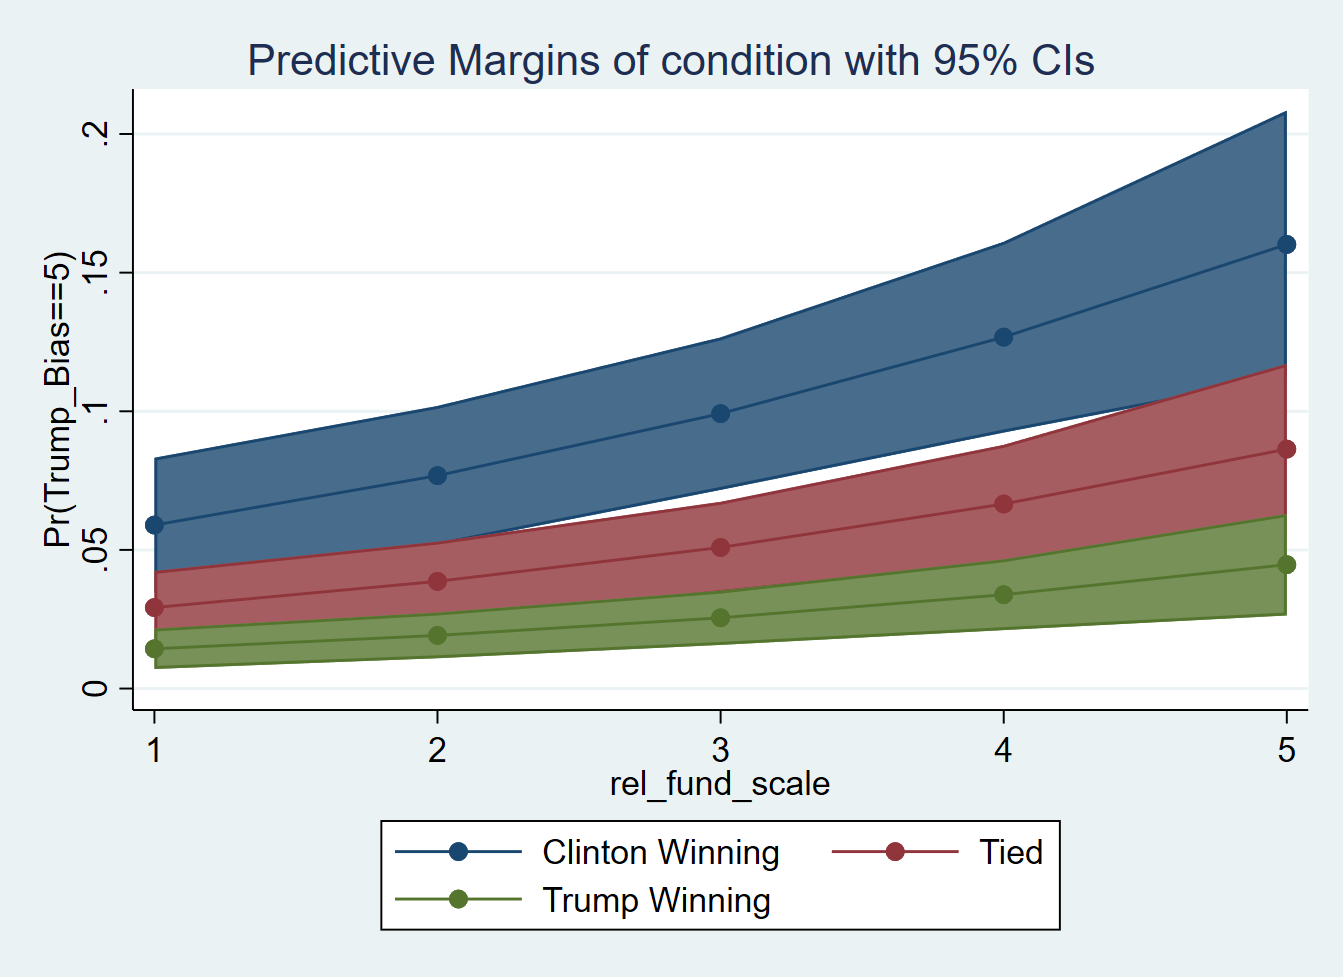 Predictive Margins of condition with 95% CIs
Pr(Trump_Bias==5)
.2
.15
.1
.05
0
1 2 3 4 5
rel_fund_scale
Clinton Winning Tied
Trump Winning